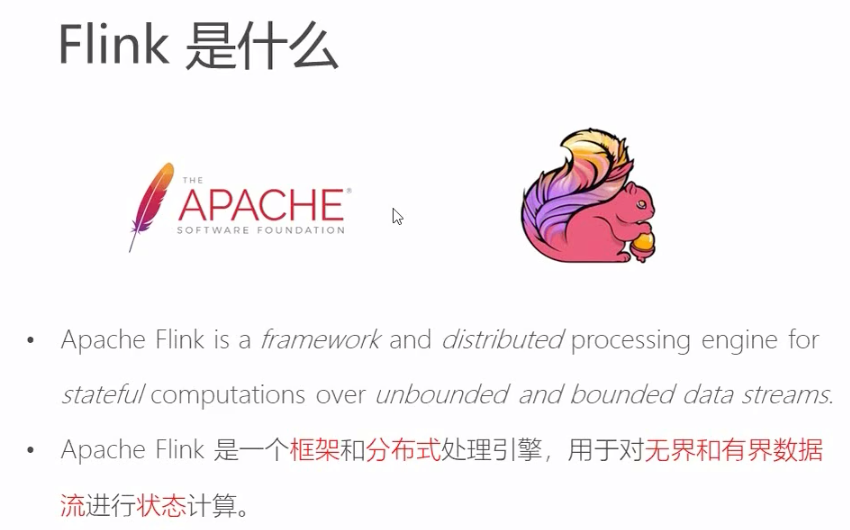 Flink 是什么
THE
APACHE®
SOFTWARE FOUNDATION
• Apache Flink is a framework and distributed processing engine for
stateful computations over unbounded and bounded data streams.
• Apache Flink 是一个框架和分布式处理引擎，用于对无界和有界数据
流进行状态计算。